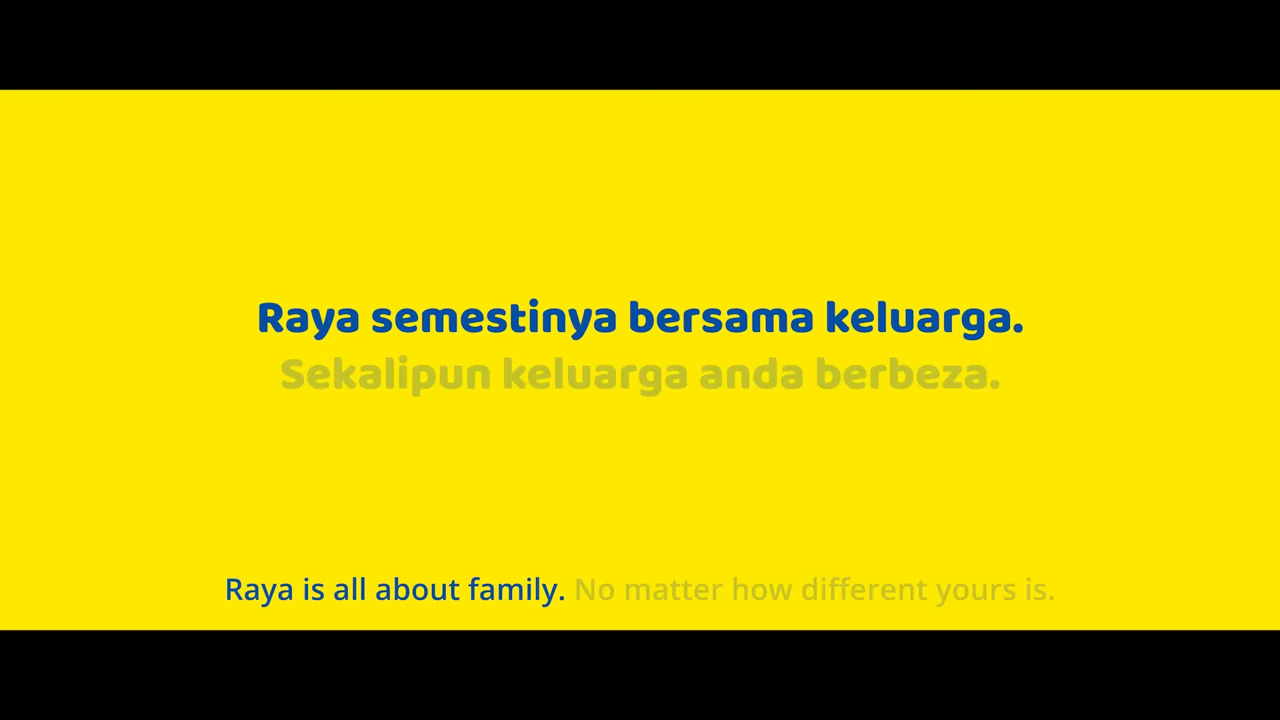 Raya semestinya bersama keluarga.
Sekalipun keluarga anda berbeza.
Raya is all about family. No matter how different yours is.